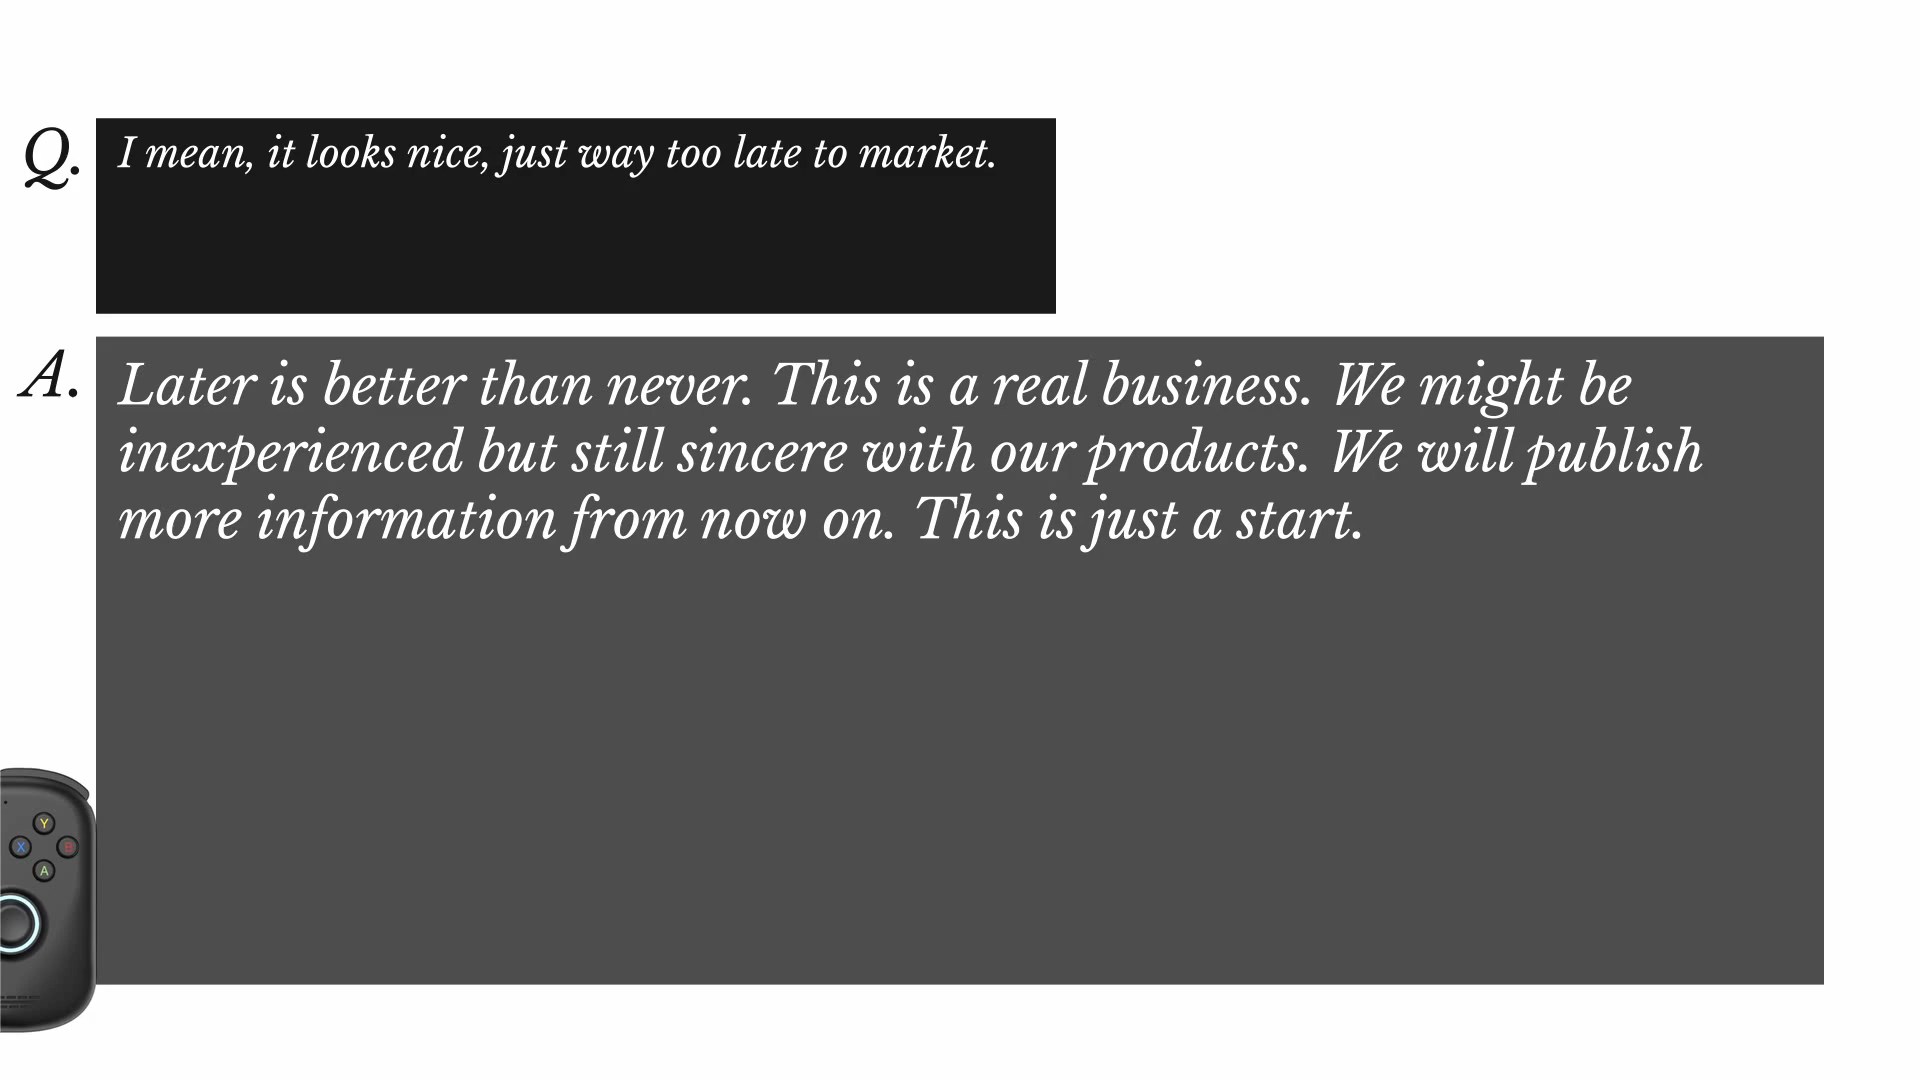 Q.
I mean, it looks nice, just way too late to market.
A.
Later is better than never. This is a real business. We might be
inexperienced but still sincere with our products. We will publish
more information from now on. This is just a start.
Y
X
B
A